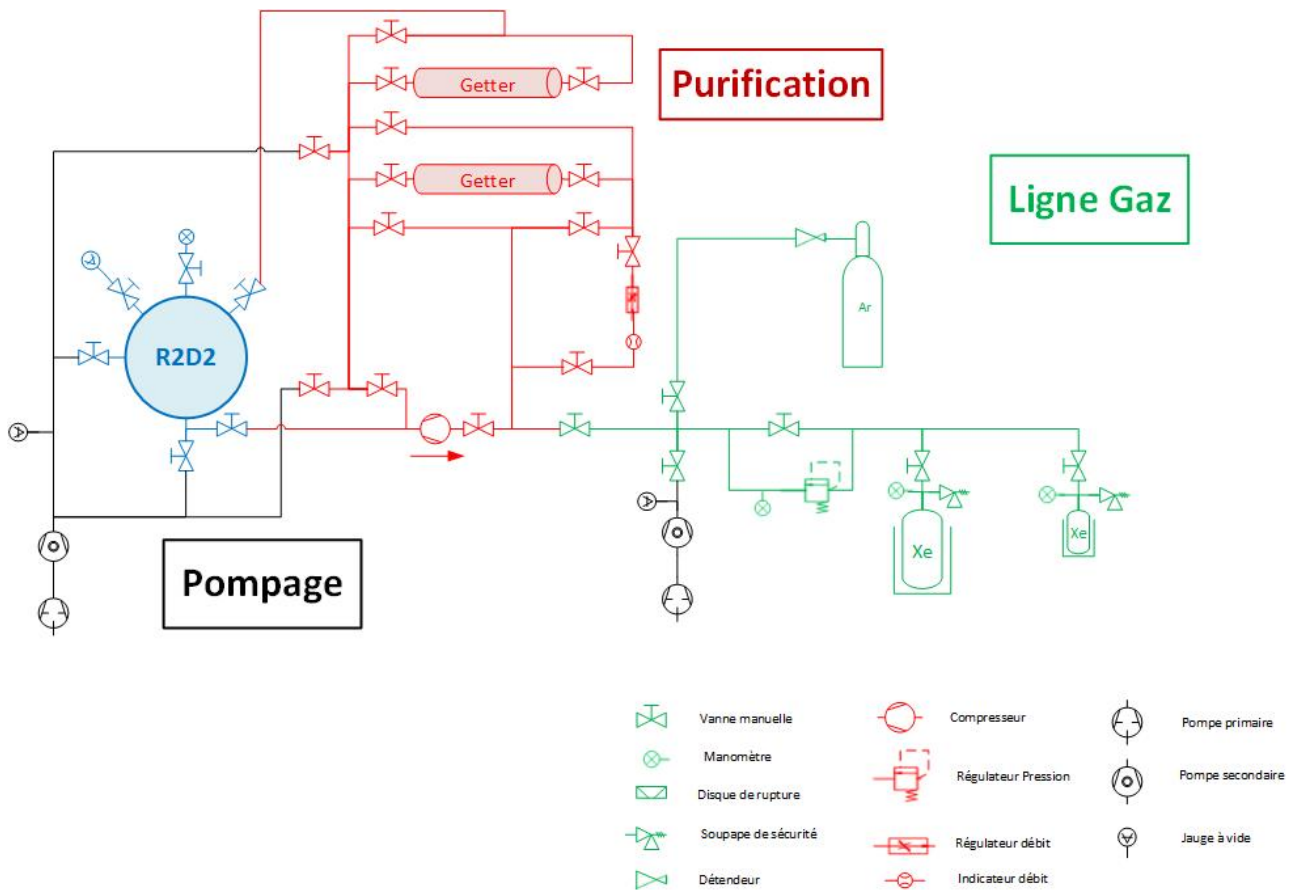 Getter
Purification
Getter
Ligne Gaz
Ar
R2D2
Xe
Xe
Pompage
Vanne manuelle
Compresseur
Pompe primaire
Manomètre
Régulateur Pression
Pompe secondaire
Disque de rupture
Soupape de sécurité
Régulateur débit
Jauge à vide
Détendeur
Indicateur débit